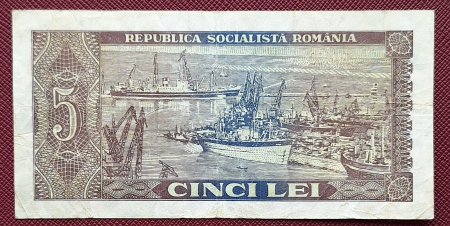 REPUBLICA SOCIALISTĂ ROMÂNIA
5
CINCI LEI